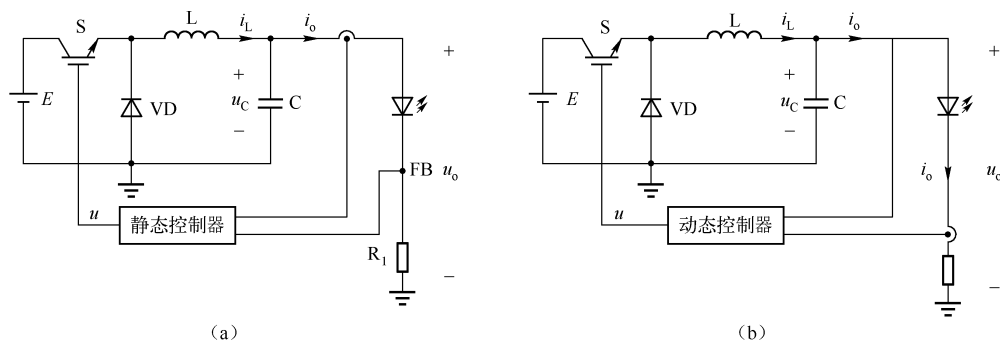 S L i_L i_o
E VD u_C C
+
−
+
FB u_o
−
u 静态控制器
R_1
(a)
S L i_L i_o
E VD u_C C
+
−
+
i_o u_o
−
u 动态控制器
(b)